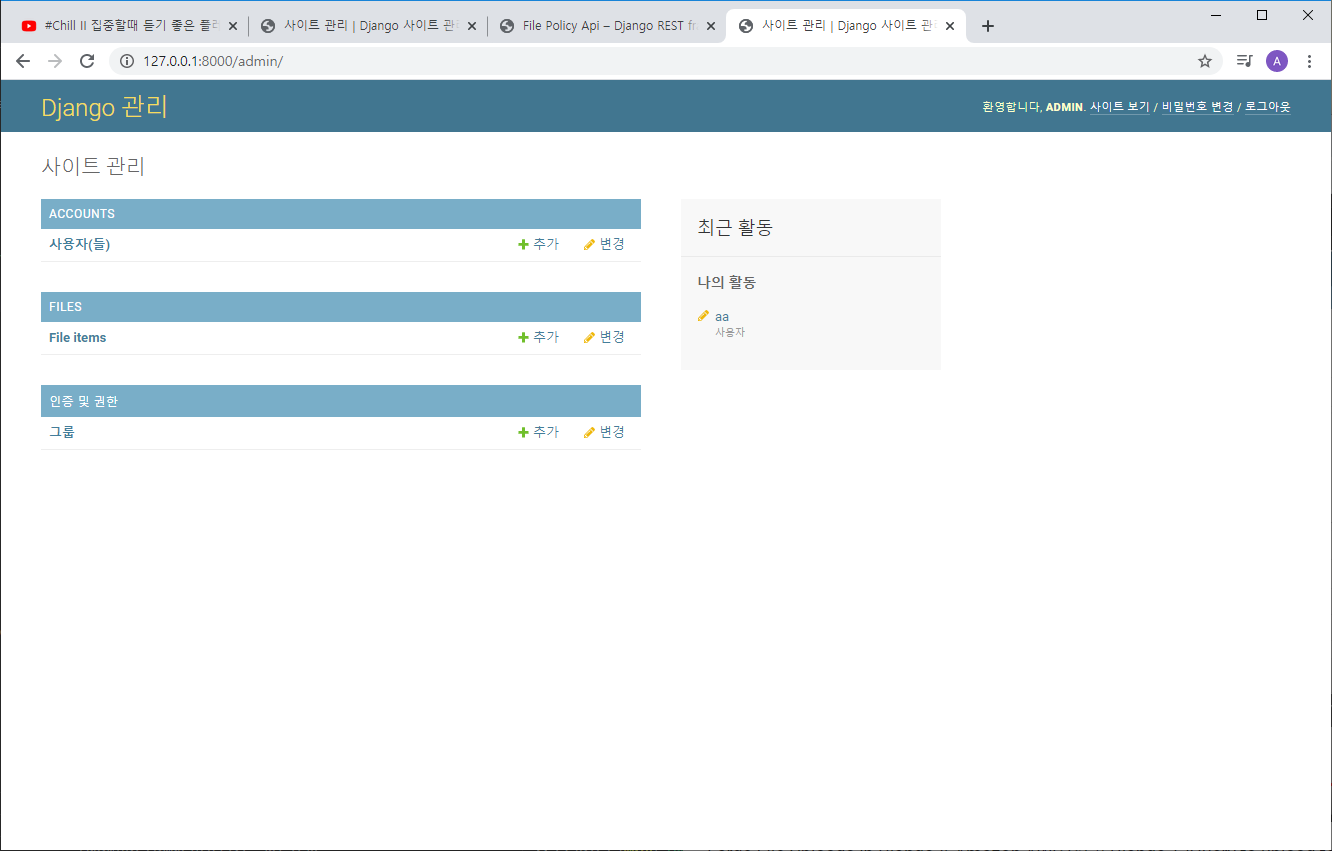 #Chill II 집중할때 듣기 좋은 플리
사이트 관리 | Django 사이트 관
File Policy Api – Django REST fr
사이트 관리 | Django 사이트 관
127.0.0.1:8000/admin/
A
Django 관리
환영합니다, ADMIN. 사이트 보기 / 비밀번호 변경 / 로그아웃
사이트 관리
ACCOUNTS
사용자(들) 추가 변경
FILES
File items 추가 변경
인증 및 권한
그룹 추가 변경
최근 활동
나의 활동
aa
사용자